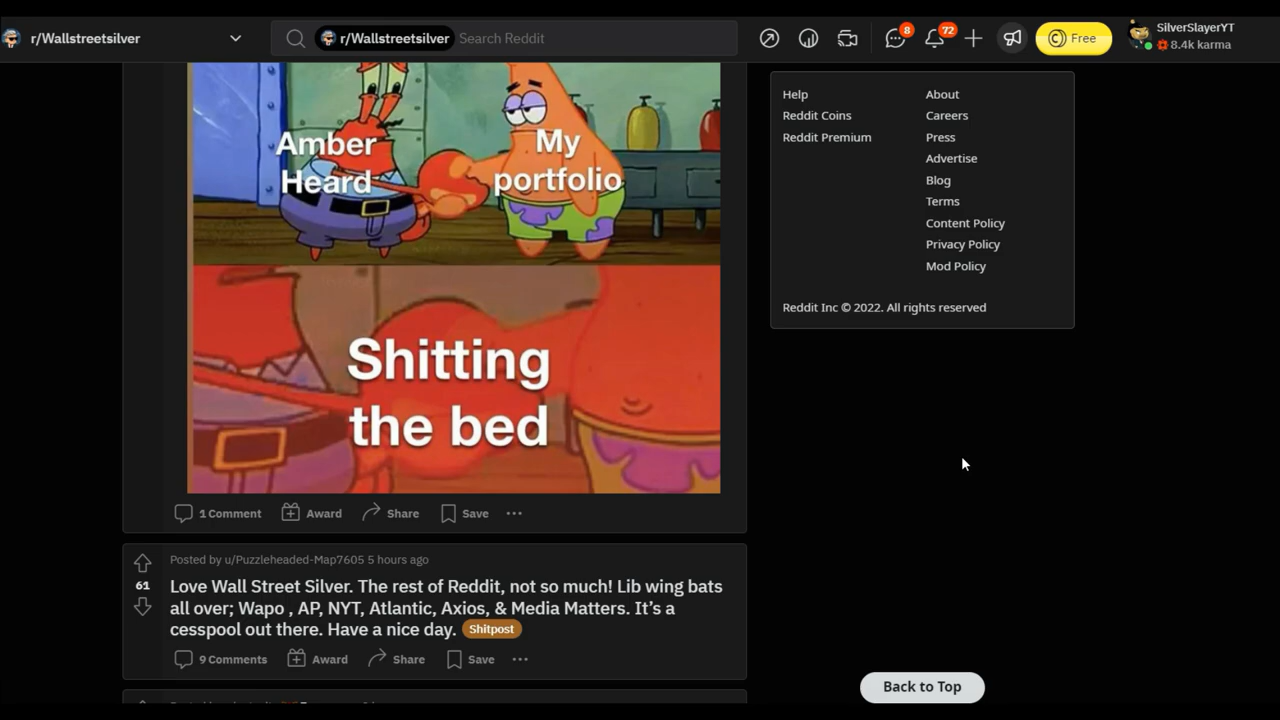 r/Wallstreetsilver
r/Wallstreetsilver Search Reddit
8
72
Free
SilverSlayerYT
8.4k karma
Amber
Heard
My
portfolio
Shitting
the bed
1 Comment Award Share Save
61
Posted by u/Puzzleheaded-Map7605 5 hours ago
Love Wall Street Silver. The rest of Reddit, not so much! Lib wing bats
all over; Wapo , AP, NYT, Atlantic, Axios, & Media Matters. It’s a
cesspool out there. Have a nice day. Shitpost
9 Comments Award Share Save
Help
Reddit Coins
Reddit Premium
About
Careers
Press
Advertise
Blog
Terms
Content Policy
Privacy Policy
Mod Policy
Reddit Inc © 2022. All rights reserved
Back to Top